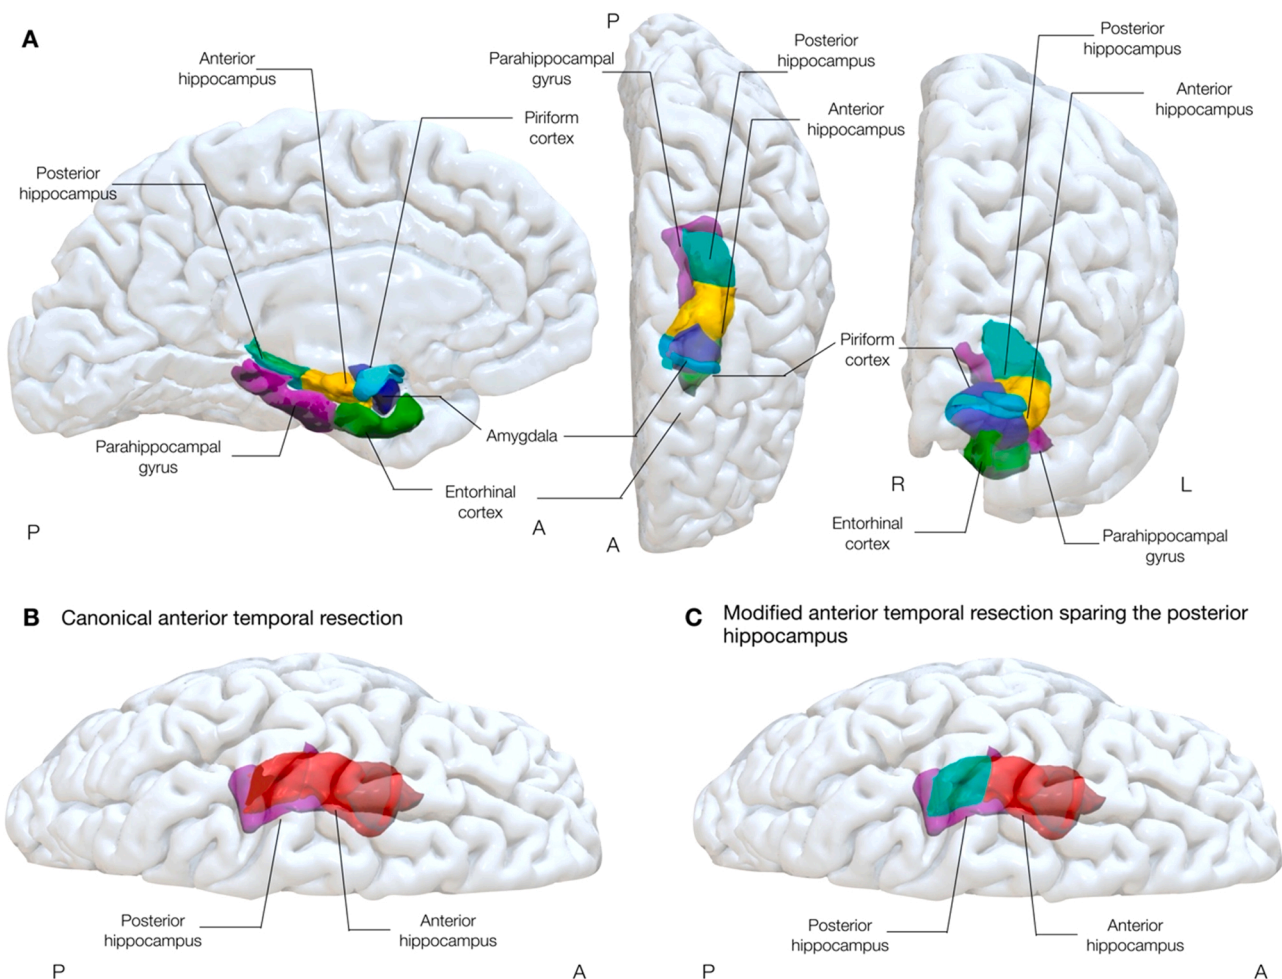 A
Anterior
hippocampus
Piriform
cortex
Posterior
hippocampus
Parahippocampal
gyrus
Amygdala
Entorhinal
cortex
P
A
P
Parahippocampal
gyrus
Posterior
hippocampus
Anterior
hippocampus
Piriform
cortex
A
Posterior
hippocampus
Anterior
hippocampus
R
L
Entorhinal
cortex
Parahippocampal
gyrus
B Canonical anterior temporal resection
Posterior
hippocampus
Anterior
hippocampus
P
A
C Modified anterior temporal resection sparing the posterior
hippocampus
Posterior
hippocampus
Anterior
hippocampus
P
A